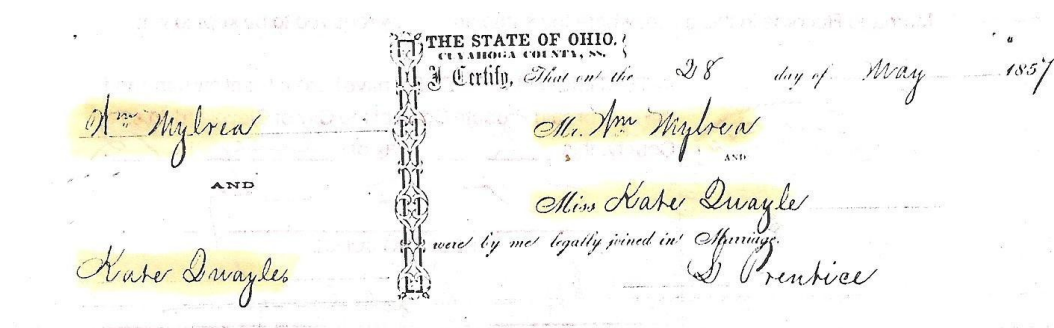 Wm Mylrea
AND
Kate Quayles
THE STATE OF OHIO.
CUYAHOGA COUNTY, SS.
I Certify, That on the 28 day of May 1857
Mr. Wm Mylrea
AND
Miss Kate Quayle
were by me legally joined in Marriage.
D Prentice